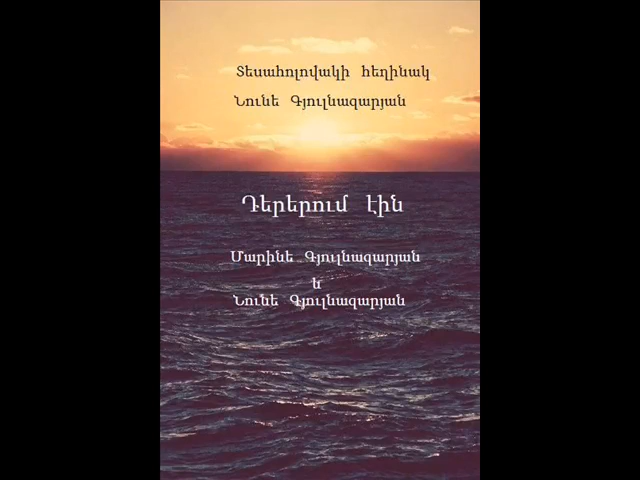 Տեսահոլովակի հեղինակ
Նունե Գյուլնազարյան
Դերերում էին
Մարինե Գյուլնազարյան
և
Նունե Գյուլնազարյան